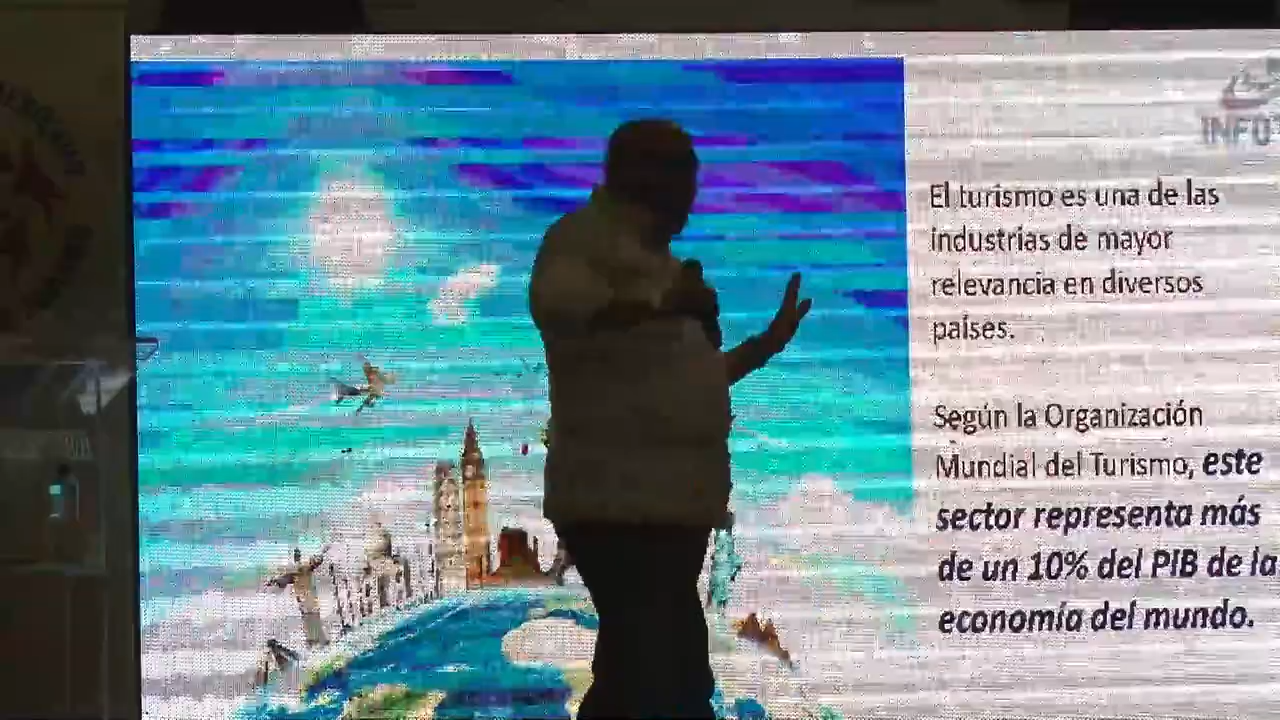 INFO
El turismo es una de las
industrias de mayor
relevancia en diversos
países.
Según la Organización
Mundial del Turismo, este
sector representa más
de un 10% del PIB de la
economía del mundo.